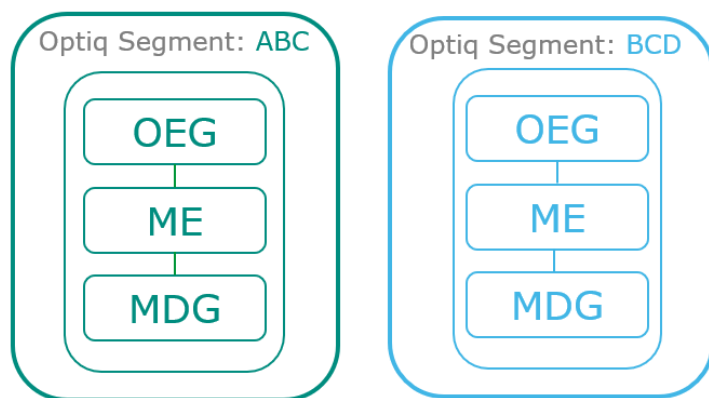 Optiq Segment: ABC
OEG
ME
MDG
Optiq Segment: BCD
OEG
ME
MDG